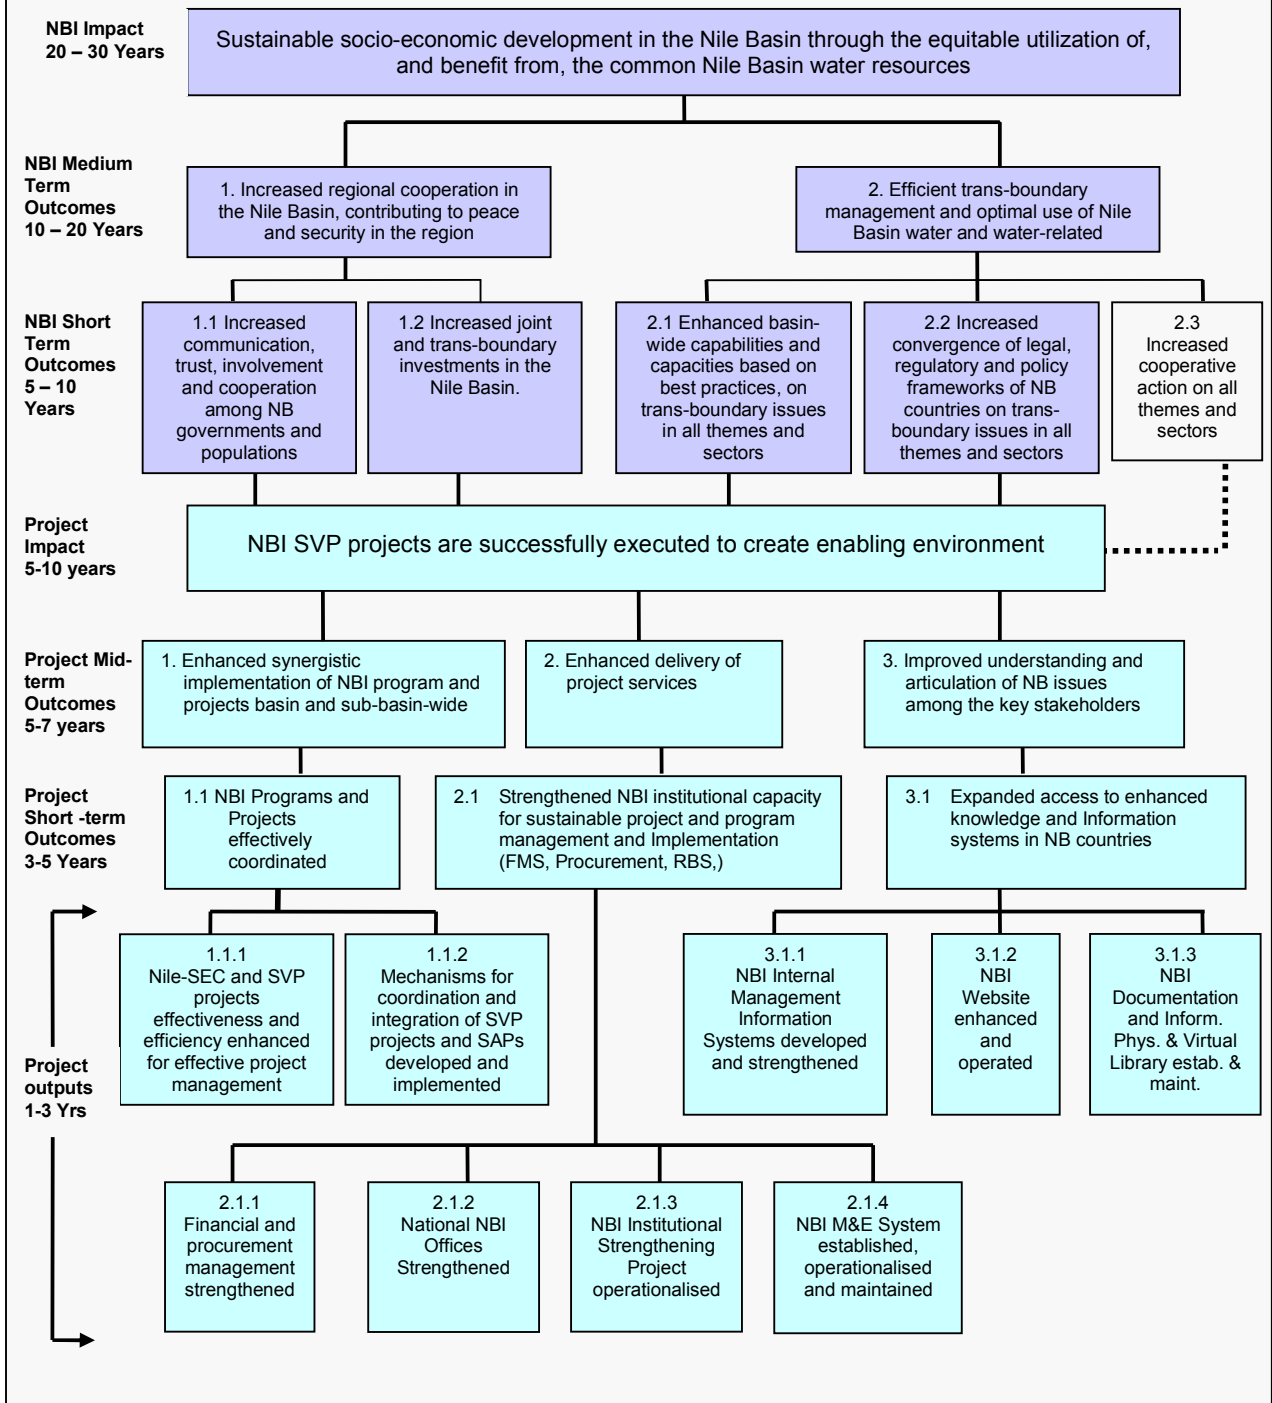 NBI Impact
20 – 30 Years
Sustainable socio-economic development in the Nile Basin through the equitable utilization of,
and benefit from, the common Nile Basin water resources
NBI Medium
Term
Outcomes
10 – 20 Years
1. Increased regional cooperation in
the Nile Basin, contributing to peace
and security in the region
2. Efficient trans-boundary
management and optimal use of Nile
Basin water and water-related
NBI Short
Term
Outcomes
5 – 10
Years
1.1 Increased
communication,
trust, involvement
and cooperation
among NB
governments and
populations
1.2 Increased joint
and trans-boundary
investments in the
Nile Basin.
2.1 Enhanced basin-
wide capabilities and
capacities based on
best practices, on
trans-boundary issues
in all themes and
sectors
2.2 Increased
convergence of legal,
regulatory and policy
frameworks of NB
countries on trans-
boundary issues in all
themes and sectors
2.3
Increased
cooperative
action on all
themes and
sectors
Project
Impact
5-10 years
NBI SVP projects are successfully executed to create enabling environment
Project Mid-
term
Outcomes
5-7 years
1. Enhanced synergistic
implementation of NBI program and
projects basin and sub-basin-wide
2. Enhanced delivery of
project services
3. Improved understanding and
articulation of NB issues
among the key stakeholders
Project
Short -term
Outcomes
3-5 Years
1.1 NBI Programs and
Projects
effectively
coordinated
2.1 Strengthened NBI institutional capacity
for sustainable project and program
management and Implementation
(FMS, Procurement, RBS,)
3.1 Expanded access to enhanced
knowledge and Information
systems in NB countries
Project
outputs
1-3 Yrs
1.1.1
Nile-SEC and SVP
projects
effectiveness and
efficiency enhanced
for effective project
management
1.1.2
Mechanisms for
coordination and
integration of SVP
projects and SAPs
developed and
implemented
3.1.1
NBI Internal
Management
Information
Systems developed
and strengthened
3.1.2
NBI
Website
enhanced
and
operated
3.1.3
NBI
Documentation
and Inform.
Phys. & Virtual
Library estab. &
maint.
2.1.1
Financial and
procurement
management
strengthened
2.1.2
National NBI
Offices
Strengthened
2.1.3
NBI Institutional
Strengthening
Project
operationalised
2.1.4
NBI M&E System
established,
operationalised
and maintained